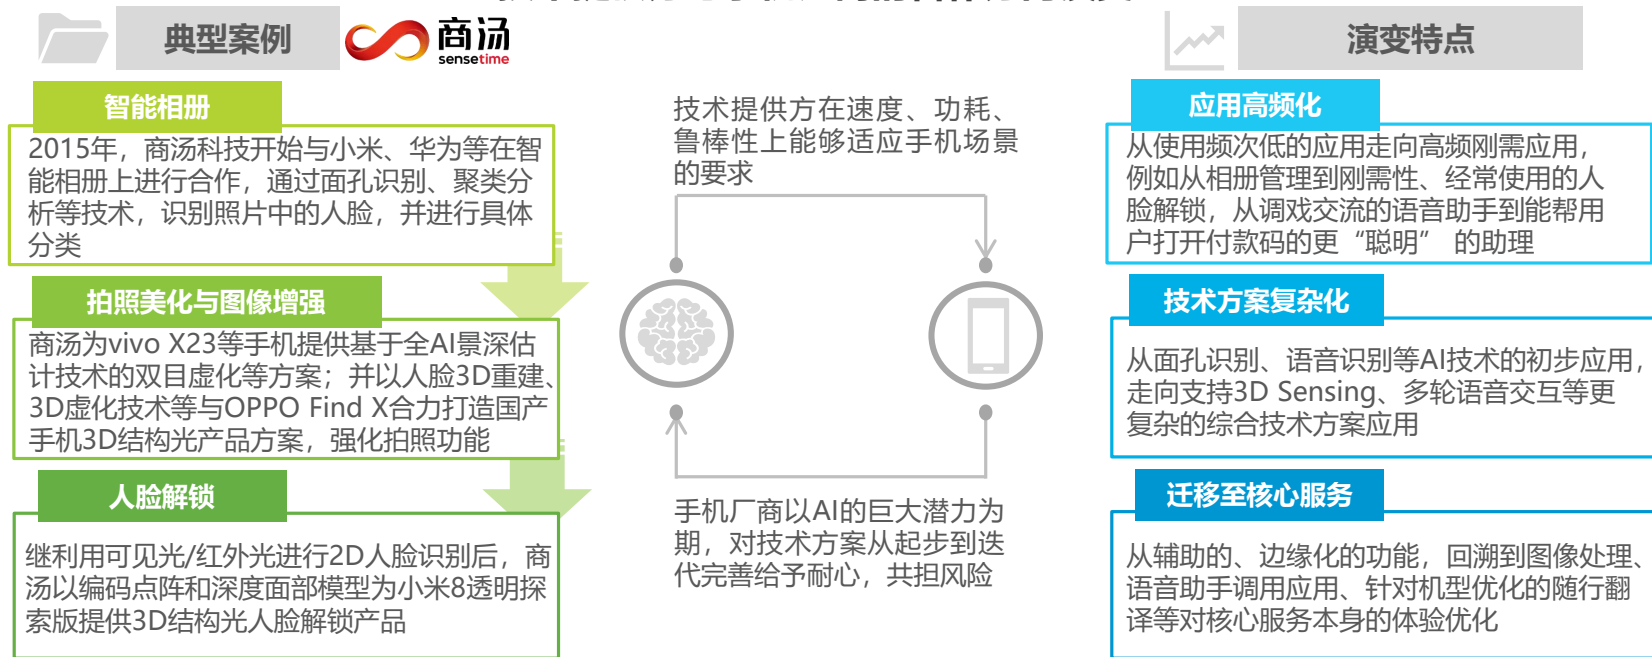 典型案例
商汤
sensetime
智能相册
2015年，商汤科技开始与小米、华为等在智
能相册上进行合作，通过面孔识别、聚类分
析等技术，识别照片中的人脸，并进行具体
分类
拍照美化与图像增强
商汤为vivo X23等手机提供基于全AI景深估
计技术的双目虚化等方案；并以人脸3D重建、
3D虚化技术等与OPPO Find X合力打造国产
手机3D结构光产品方案，强化拍照功能
人脸解锁
继利用可见光/红外光进行2D人脸识别后，商
汤以编码点阵和深度面部模型为小米8透明探
索版提供3D结构光人脸解锁产品
技术提供方在速度、功耗、
鲁棒性上能够适应手机场景
的要求
手机厂商以AI的巨大潜力为
期，对技术方案从起步到迭
代完善给予耐心，共担风险
演变特点
应用高频化
从使用频次低的应用走向高频刚需应用，
例如从相册管理到刚需性、经常使用的人
脸解锁，从调戏交流的语音助手到能帮用
户打开付款码的更“聪明” 的助理
技术方案复杂化
从面孔识别、语音识别等AI技术的初步应用，
走向支持3D Sensing、多轮语音交互等更
复杂的综合技术方案应用
迁移至核心服务
从辅助的、边缘化的功能，回溯到图像处理、
语音助手调用应用、针对机型优化的随行翻
译等对核心服务本身的体验优化